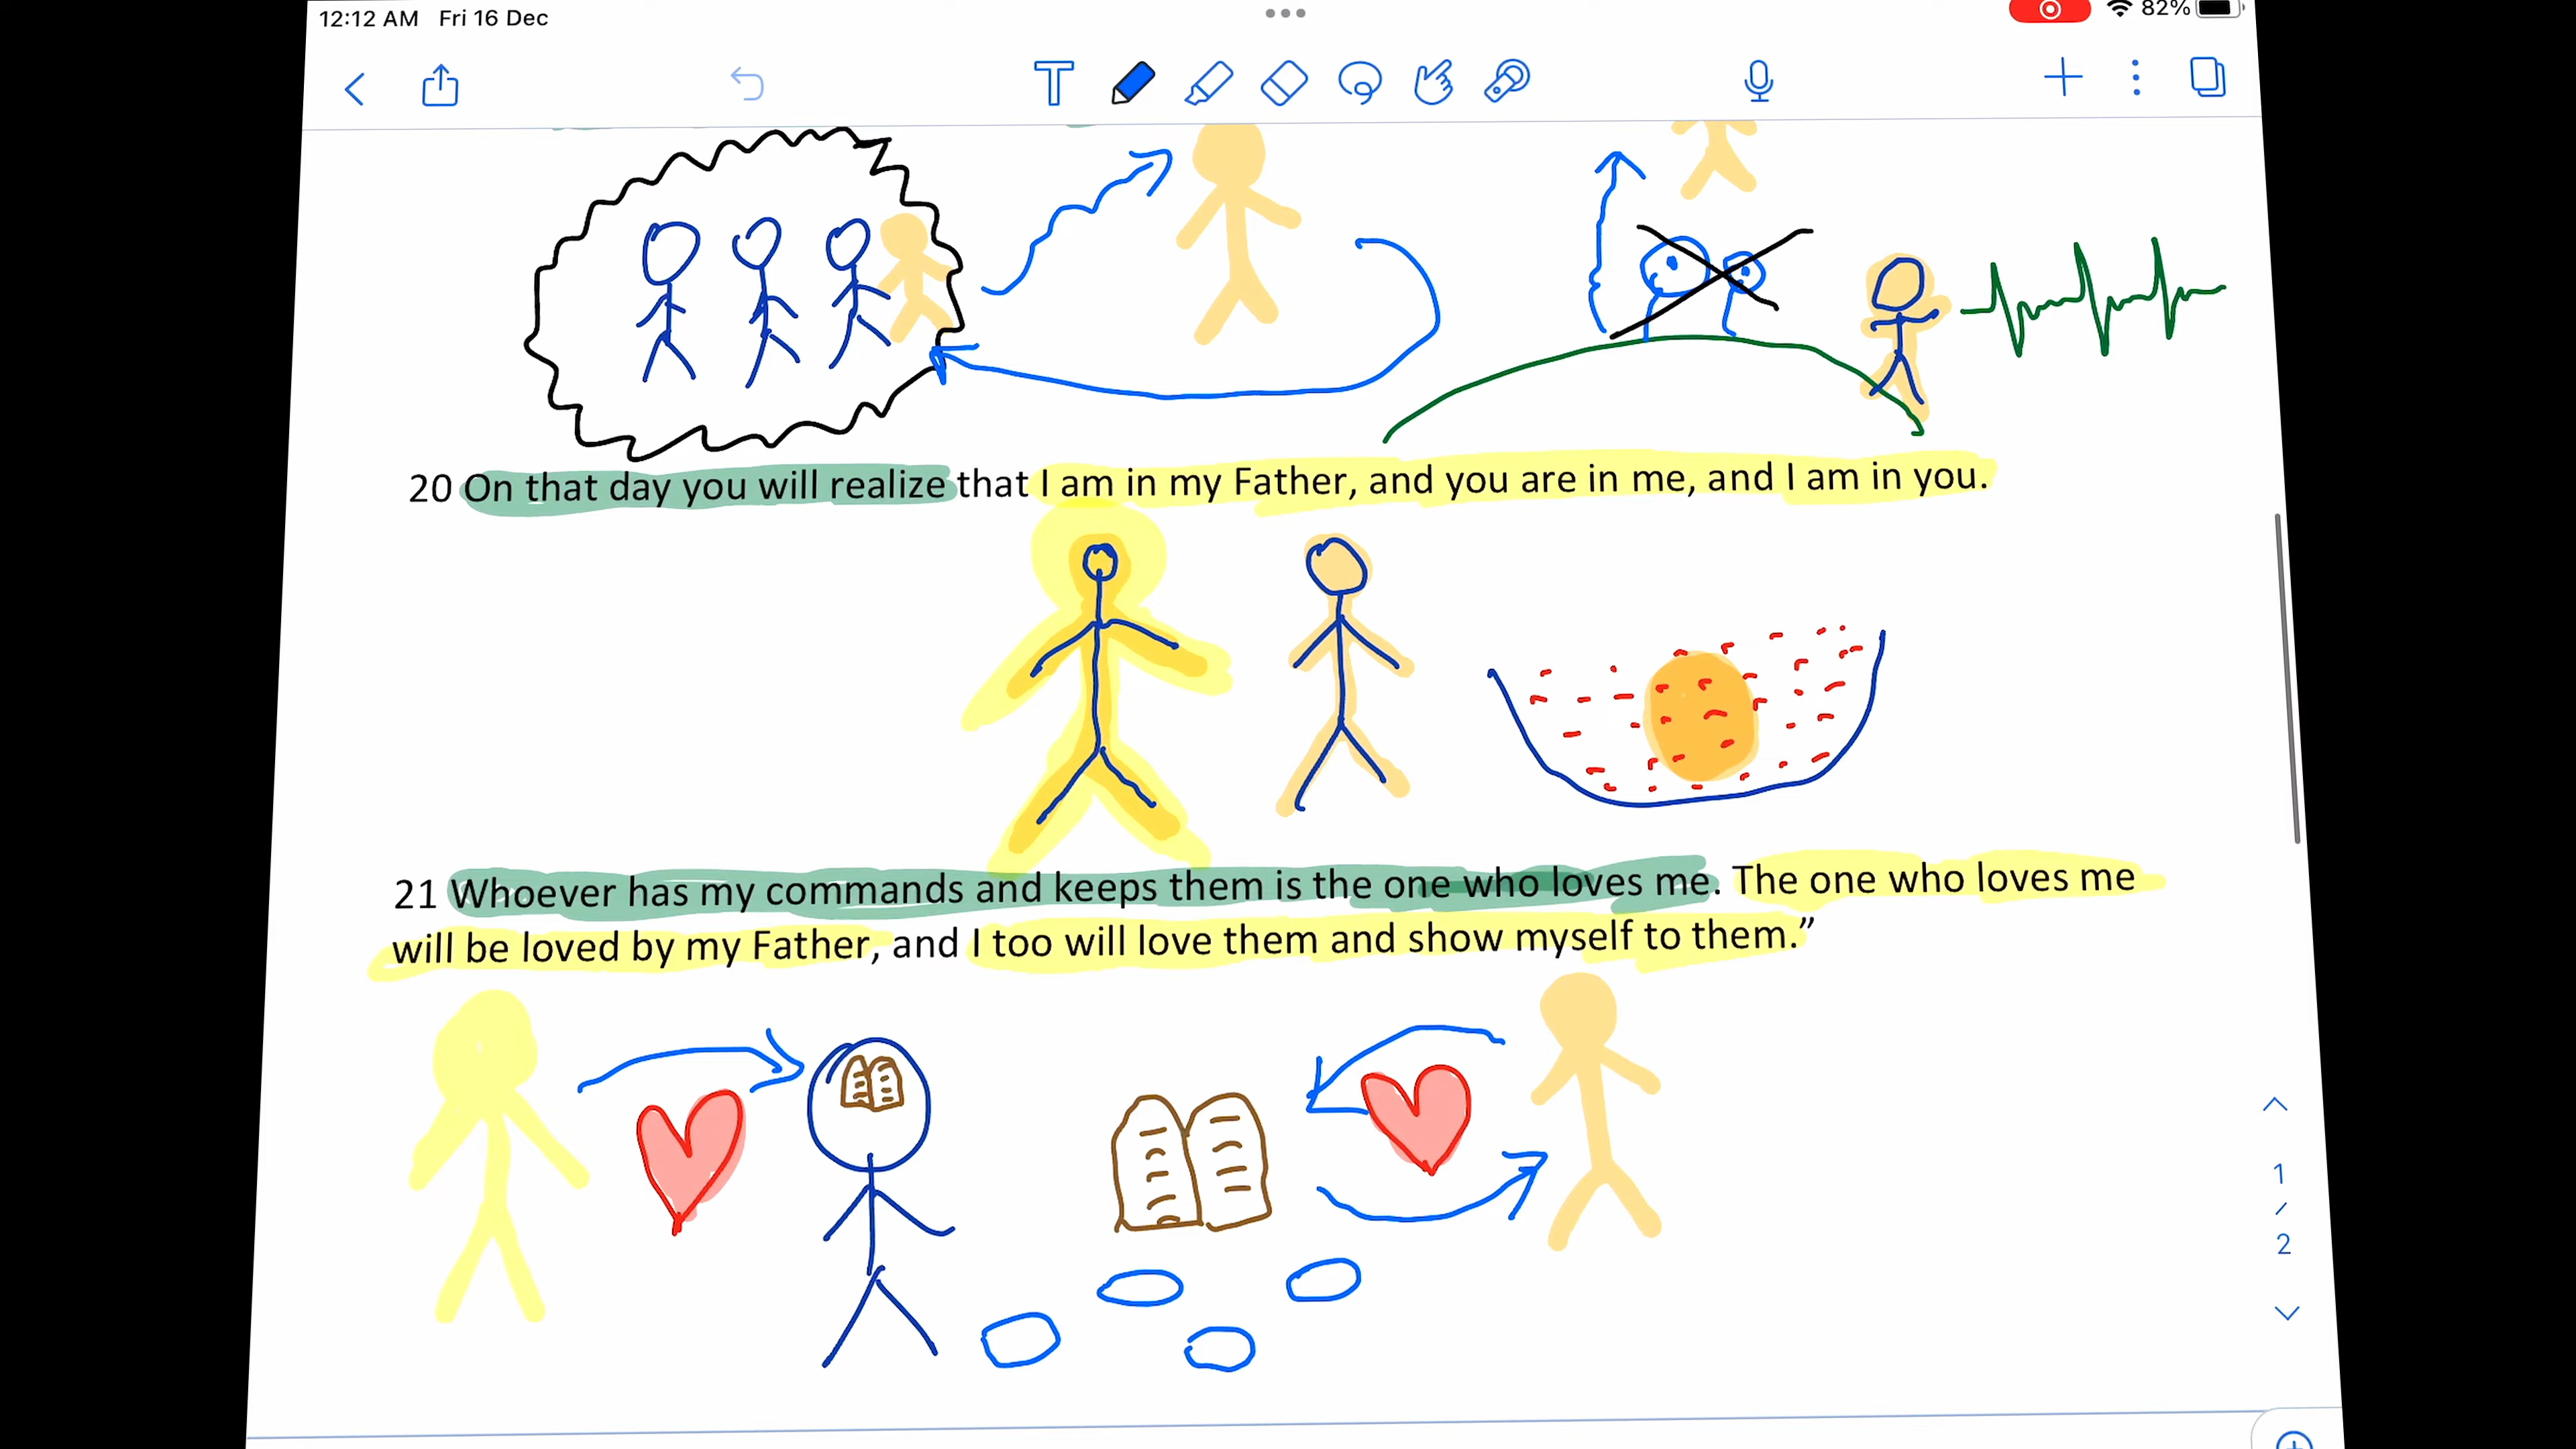 12:12 AM Fri 16 Dec
82%
T
20 On that day you will realize that I am in my Father, and you are in me, and I am in you.
21 Whoever has my commands and keeps them is the one who loves me. The one who loves me
will be loved by my Father, and I too will love them and show myself to them.”
1
/
2